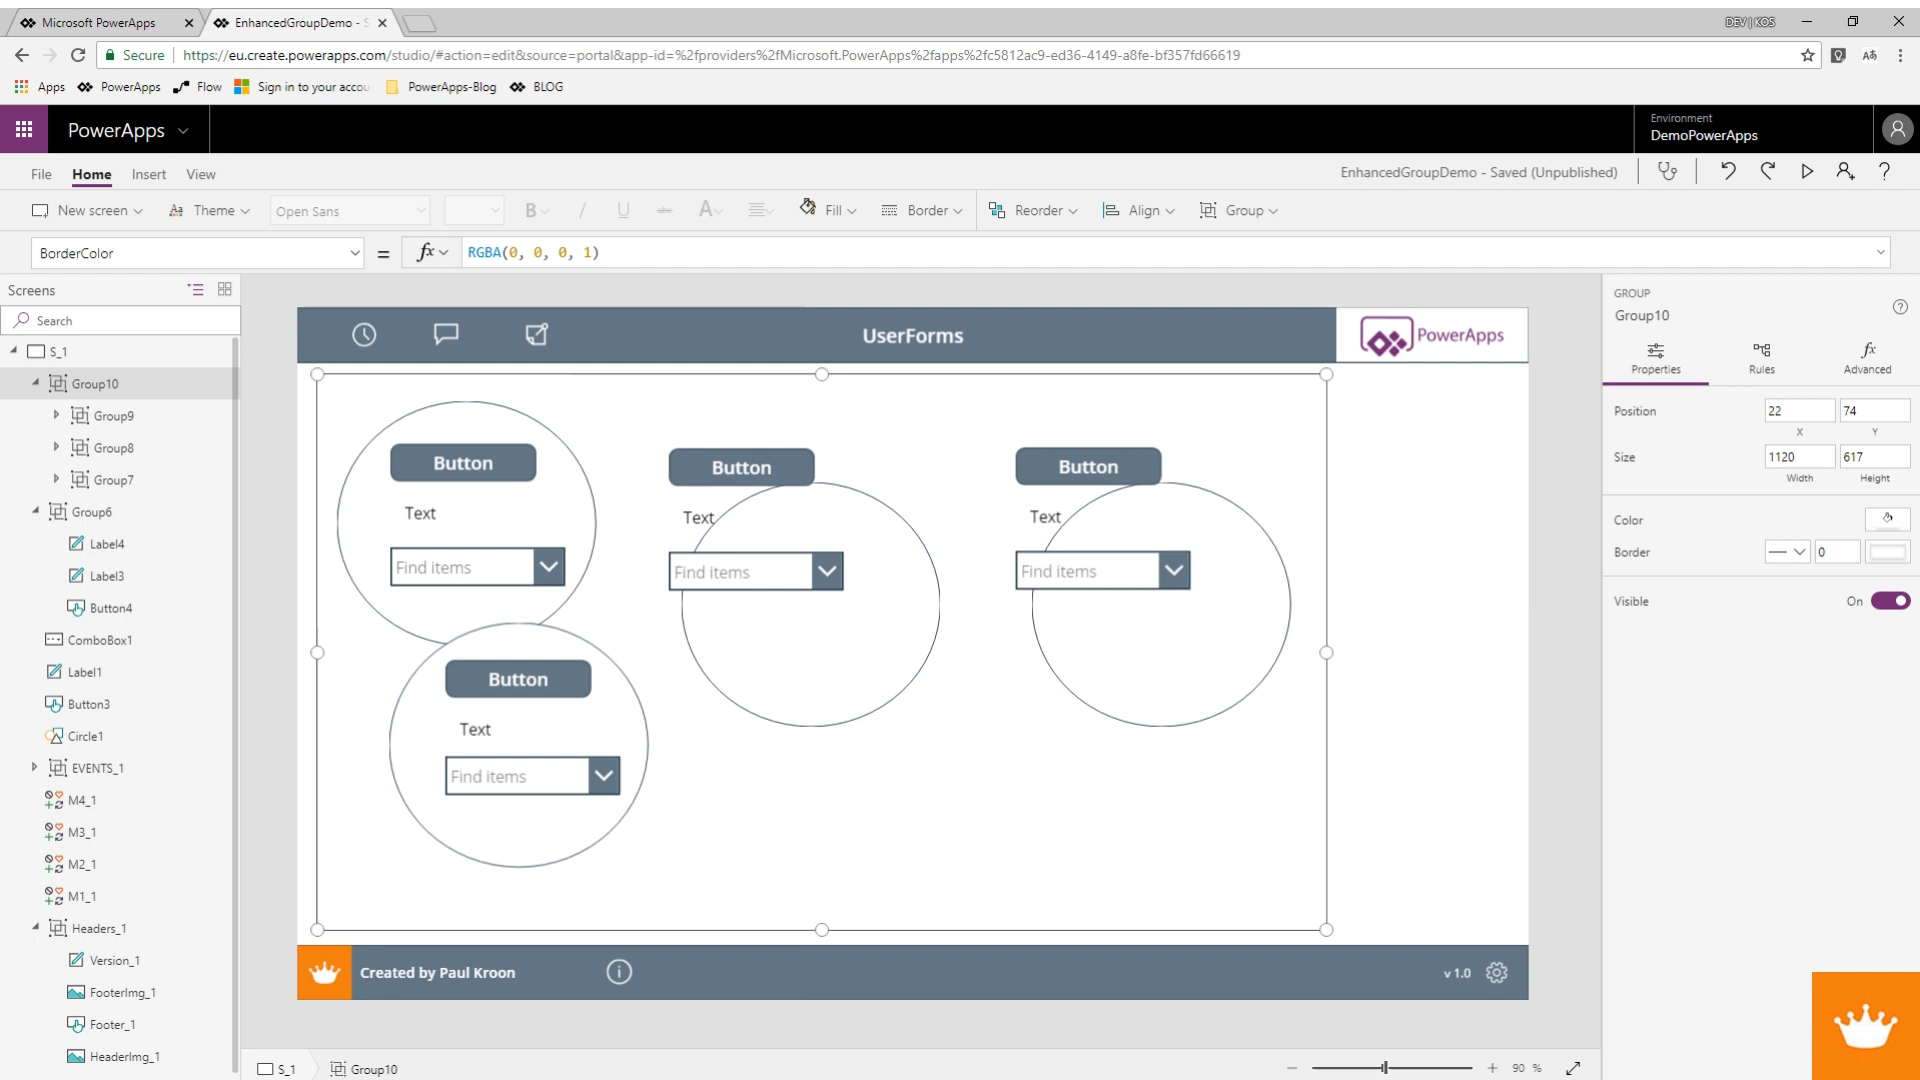 Microsoft PowerApps
EnhancedGroupDemo - S
DEV|KOS
Secure
https://eu.create.powerapps.com/studio/#action=edit&source=portal&app-id=%2fproviders%2fMicrosoft.PowerApps%2fapps%2fc5812ac9-ed36-4149-a8fe-bf357fd66619
Apps
PowerApps
Flow
Sign in to your accou
PowerApps-Blog
BLOG
PowerApps
Environment
DemoPowerApps
File
Home
Insert
View
EnhancedGroupDemo - Saved (Unpublished)
New screen
Theme
Open Sans
B
/
U
abc
A
Fill
Border
Reorder
Align
Group
BorderColor
=
fx
RGBA(0, 0, 0, 1)
Screens
Search
S_1
Group10
Group9
Group8
Group7
Group6
Label4
Label3
Button4
ComboBox1
Label1
Button3
Circle1
EVENTS_1
M4_1
M3_1
M2_1
M1_1
Headers_1
Version_1
FooterImg_1
Footer_1
HeaderImg_1
UserForms
PowerApps
Button
Text
Find items
Button
Text
Find items
Button
Text
Find items
Button
Text
Find items
Created by Paul Kroon
v 1.0
S_1
Group10
90 %
GROUP
Group10
Properties
Rules
fx
Advanced
Position
22
74
X
Y
Size
1120
617
Width
Height
Color
Border
0
Visible
On